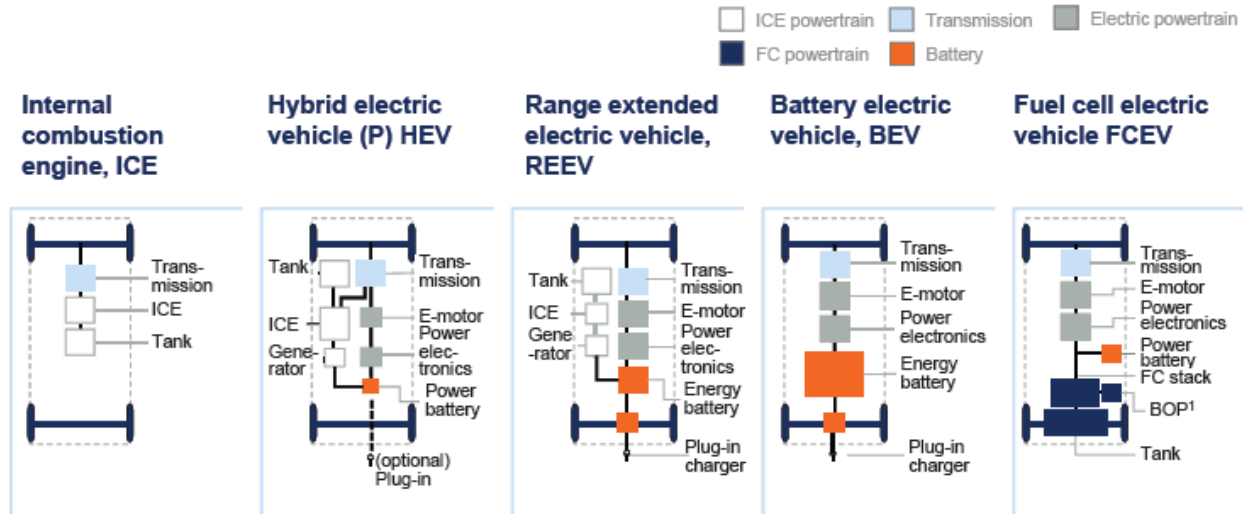 ICE powertrain
Transmission
Electric powertrain
FC powertrain
Battery
Internal
combustion
engine, ICE
Hybrid electric
vehicle (P) HEV
Range extended
electric vehicle,
REEV
Battery electric
vehicle, BEV
Fuel cell electric
vehicle FCEV
Trans-
mission
ICE
Tank
Tank
ICE
Gene-
rator
Trans-
mission
E-motor
Power
elec-
tronics
Power
battery
(optional)
Plug-in
Tank
ICE
Gene
-rator
Trans-
mission
E-motor
Power
elec-
tronics
Energy
battery
Plug-in
charger
Trans-
mission
E-motor
Power
electronics
Energy
battery
Plug-in
charger
Trans-
mission
E-motor
Power
electronics
Power
battery
FC stack
BOP¹
Tank